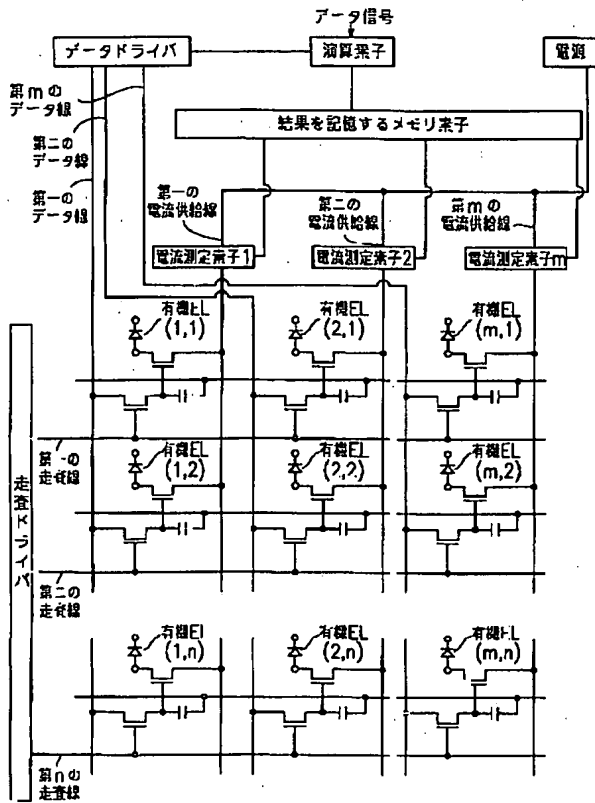 データ信号
データドライバ
演算素子
電源
第mの
データ線
結果を記憶するメモリ素子
第二の
データ線
第一の
データ線
第一の
電流供給線
第二の
電流供給線
第mの
電流供給線
電流測定素子1
電流測定素子2
電流測定素子m
有機EL
(1,1)
有機EL
(2,1)
有機EL
(m,1)
第一の
走査線
有機EL
(1,2)
有機EL
(2,2)
有機EL
(m,2)
走査ドライバ
第二の
走査線
有機EL
(1,n)
有機EL
(2,n)
有機EL
(m,n)
第nの
走査線